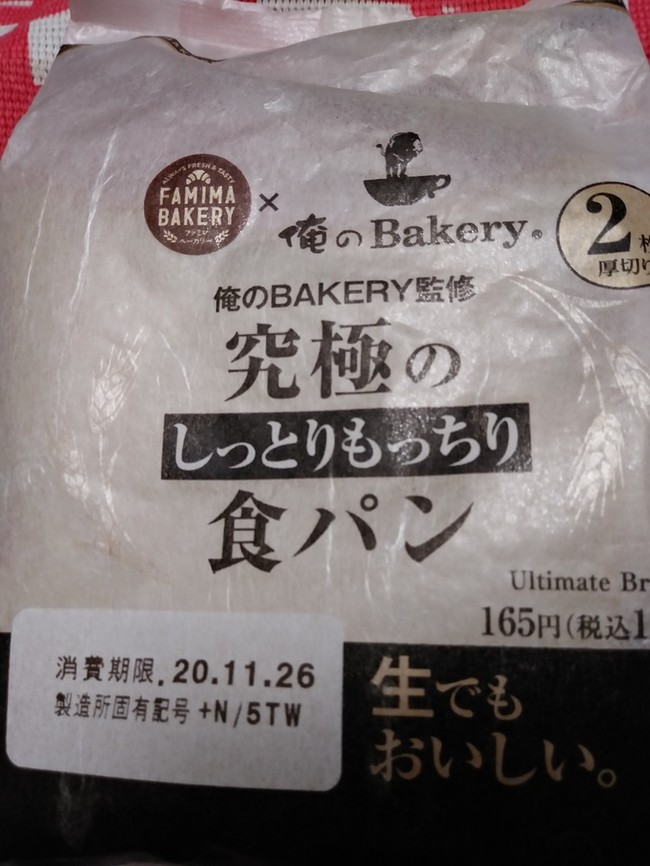 ALWAYS FRESH & TASTY
FAMIMA
BAKERY
ファミマ
ベーカリー
×
俺のBakery。
2枚
厚切り
俺のBAKERY監修
究極の
しっとりもっちり
食パン
Ultimate Br
165円(税込1
消費期限.20.11.26
製造所固有記号+N/5TW
生でも
おいしい。